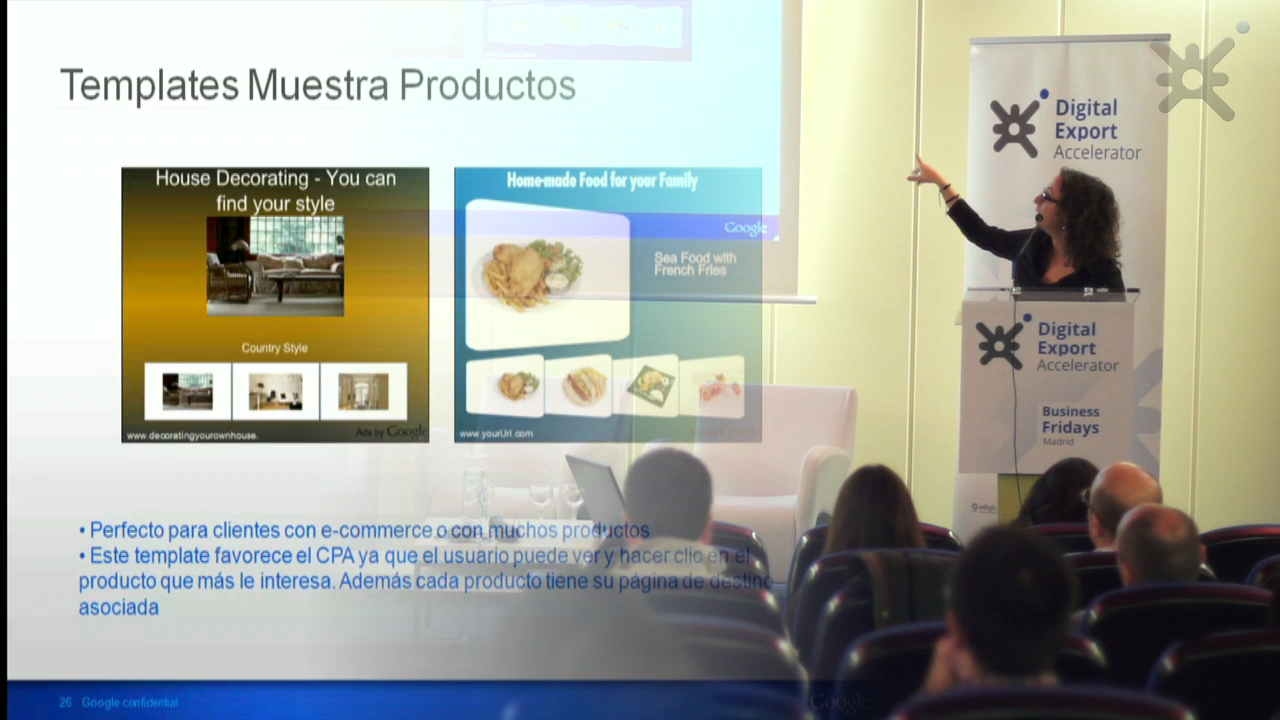 Templates Muestra Productos
House Decorating - You can
find your style
Country Style
www.decoratingyourownhouse.
Ads by Google
Home-made Food for your Family
Google
Sea Food with
French Fries
www.yourUrl.com
• Perfecto para clientes con e-commerce o con muchos productos
• Este template favorece el CPA ya que el usuario puede ver y hacer clic en el
producto que más le interesa. Además cada producto tiene su página de destino
asociada
26 Google confidential
Google
Digital
Export
Accelerator
Digital
Export
Accelerator
Business
Fridays
Madrid